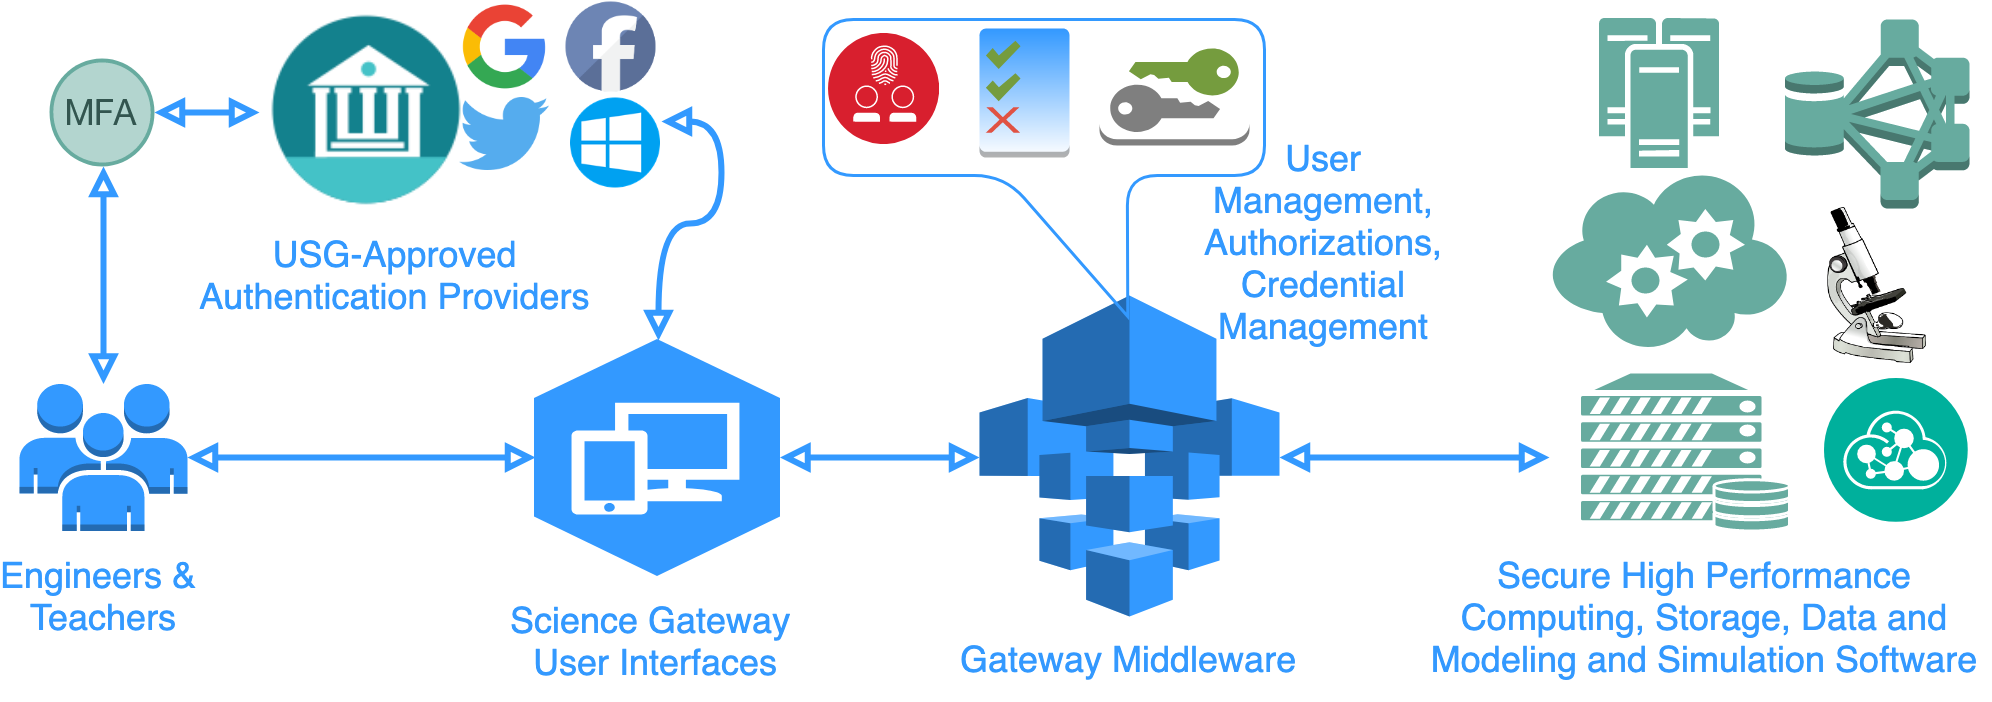 MFA
USG-Approved
Authentication Providers
User
Management,
Authorizations,
Credential
Management
Engineers &
Teachers
Science Gateway
User Interfaces
Gateway Middleware
Secure High Performance
Computing, Storage, Data and
Modeling and Simulation Software